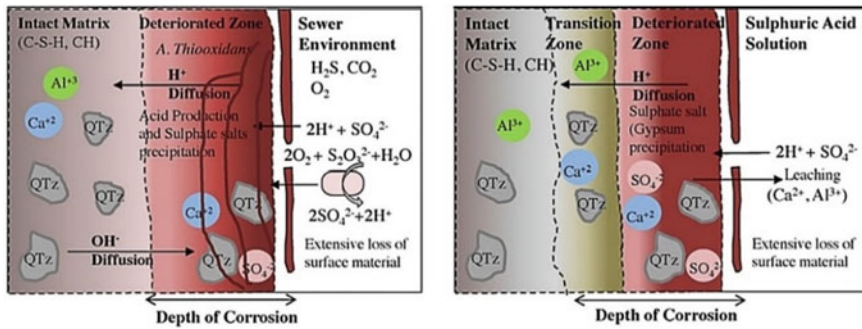 Intact Matrix
(C-S-H, CH)
Deteriorated Zone
A. Thiooxidans
Sewer
Environment
H₂S, CO₂
O₂
Al⁺³
H⁺
Diffusion
Ca⁺²
QTz
Acid Production
and Sulphate salts
precipitation
2H⁺ + SO₄²⁻
2O₂ + S₂O₃²⁻+H₂O
QTz
QTz
QTz
Ca⁺²
2SO₄²⁻+2H⁺
OH⁻
Diffusion
QTz
QTz
SO₄⁻²
Extensive loss of
surface material
Depth of Corrosion
Intact
Matrix
(C-S-H, CH)
Transition
Zone
Deteriorated
Zone
Sulphuric Acid
Solution
Al³⁺
H⁺
Diffusion
Al³⁺
QTz
Sulphate salt
(Gypsum
precipitation)
2H⁺ + SO₄²⁻
Ca⁺²
SO₄⁻²
Leaching
(Ca²⁺, Al³⁺)
QTz
QTz
Ca⁺²
QTz
QTz
SO₄²
Extensive loss of
surface material
Depth of Corrosion